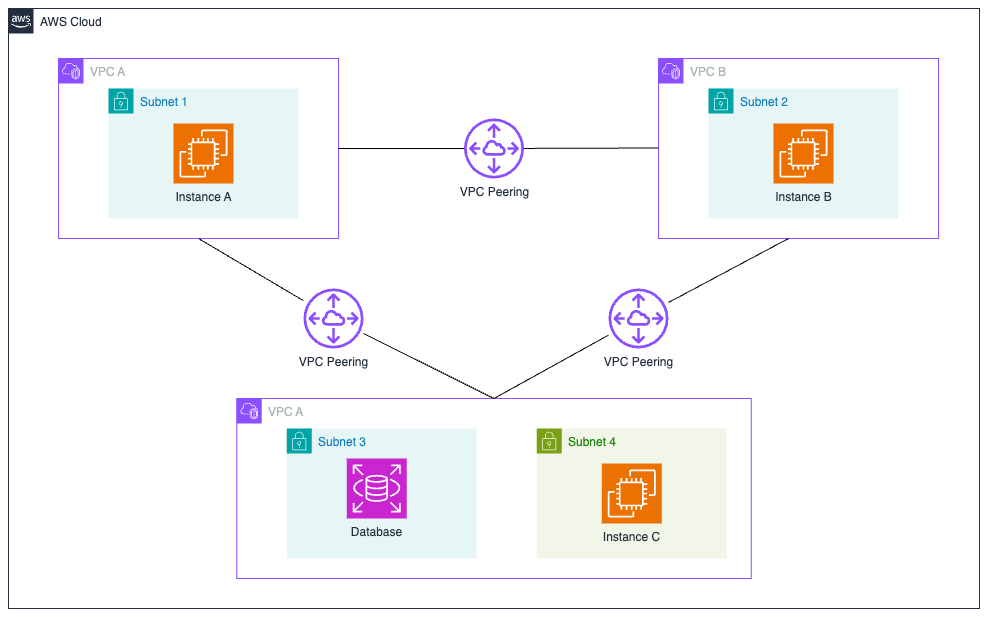 aws
AWS Cloud
VPC A
VPC B
Subnet 1
Subnet 2
Instance A
Instance B
VPC Peering
VPC Peering
VPC Peering
VPC A
Subnet 3
Subnet 4
Database
Instance C